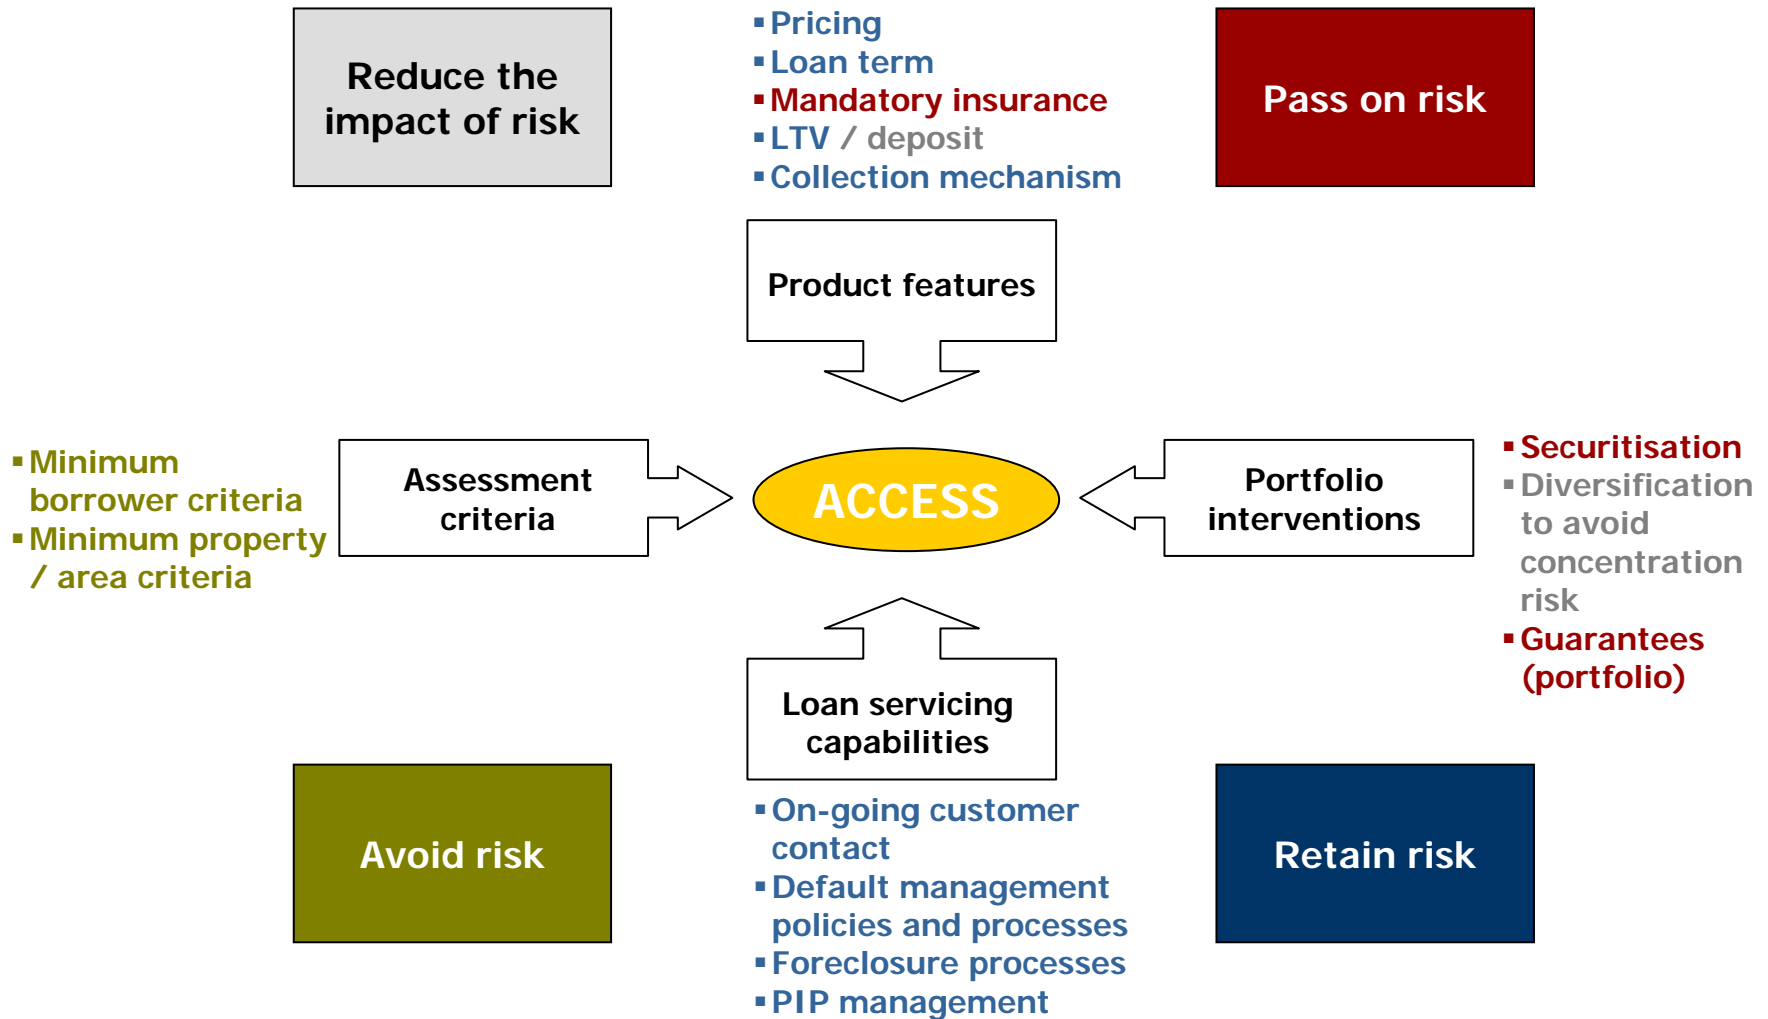 Reduce the
impact of risk
▪Pricing
▪Loan term
▪Mandatory insurance
▪LTV / deposit
▪Collection mechanism
Pass on risk
Product features
▪Minimum
borrower criteria
▪Minimum property
/ area criteria
Assessment
criteria
ACCESS
Portfolio
interventions
▪Securitisation
▪Diversification
to avoid
concentration
risk
▪Guarantees
(portfolio)
Loan servicing
capabilities
Avoid risk
▪On-going customer
contact
▪Default management
policies and processes
▪Foreclosure processes
▪PIP management
Retain risk